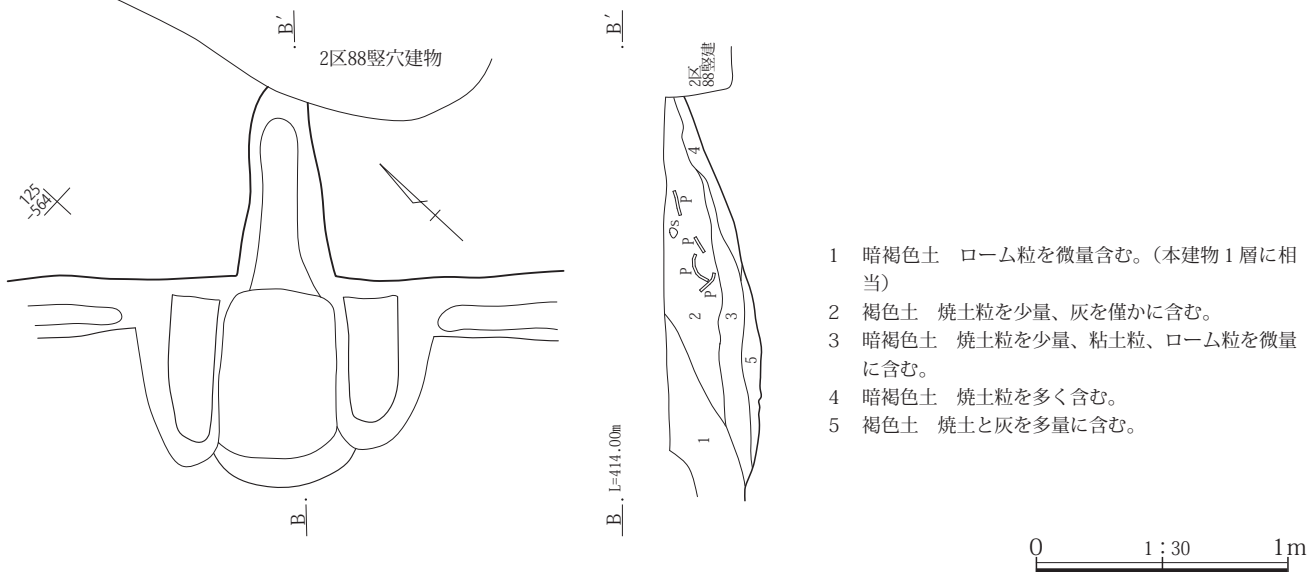 B′
2区88竪穴建物
125
-564
B
B′
2区
88竪建
4
P
S
P
P
P
2
3
5
1
B
L=414.00m
1　暗褐色土　ローム粒を微量含む。（本建物１層に相
当）
2　褐色土　焼土粒を少量、灰を僅かに含む。
3　暗褐色土　焼土粒を少量、粘土粒、ローム粒を微量
に含む。
4　暗褐色土　焼土粒を多く含む。
5　褐色土　焼土と灰を多量に含む。
0　1：30　1m